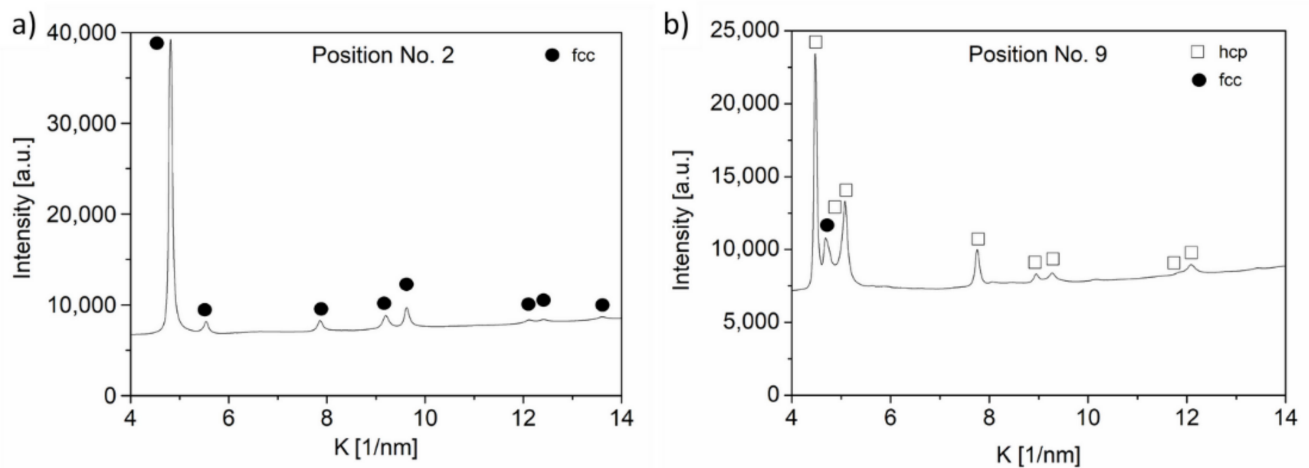 a)
Position No. 2
fcc
40,000
30,000
20,000
10,000
0
Intensity [a.u.]
4 6 8 10 12 14
K [1/nm]
b)
Position No. 9
hcp
fcc
25,000
20,000
15,000
10,000
5,000
0
Intensity [a.u.]
4 6 8 10 12 14
K [1/nm]